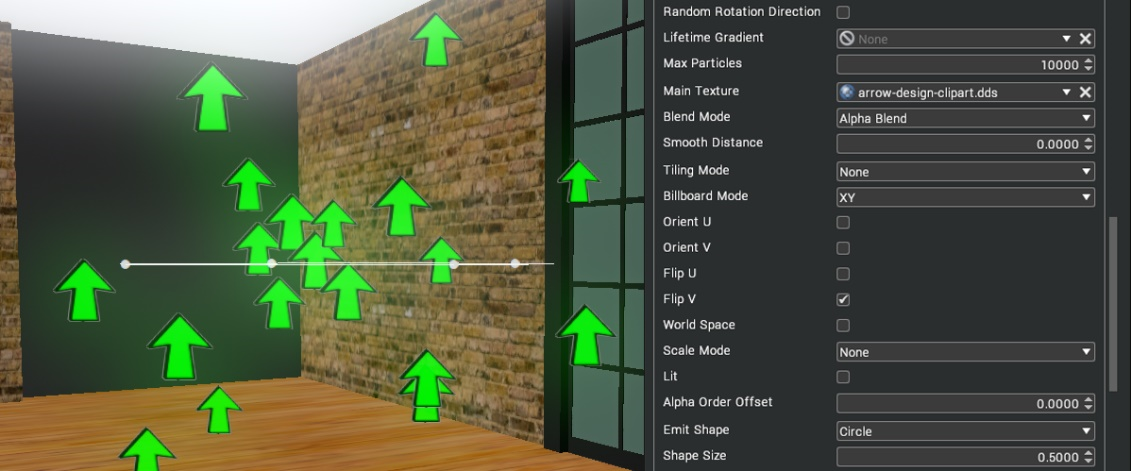 Random Rotation Direction
Lifetime Gradient None
Max Particles 10000
Main Texture arrow-design-clipart.dds
Blend Mode Alpha Blend
Smooth Distance 0.0000
Tiling Mode None
Billboard Mode XY
Orient U
Orient V
Flip U
Flip V
World Space
Scale Mode None
Lit
Alpha Order Offset 0.0000
Emit Shape Circle
Shape Size 0.5000